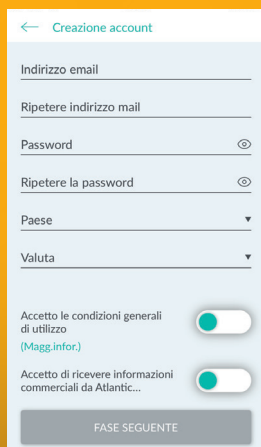 Creazione account
Indirizzo email
Ripetere indirizzo mail
Password
Ripetere la password
Paese
Valuta
Accetto le condizioni generali
di utilizzo
(Magg.infor.)
Accetto di ricevere informazioni
commerciali da Atlantic...
FASE SEGUENTE